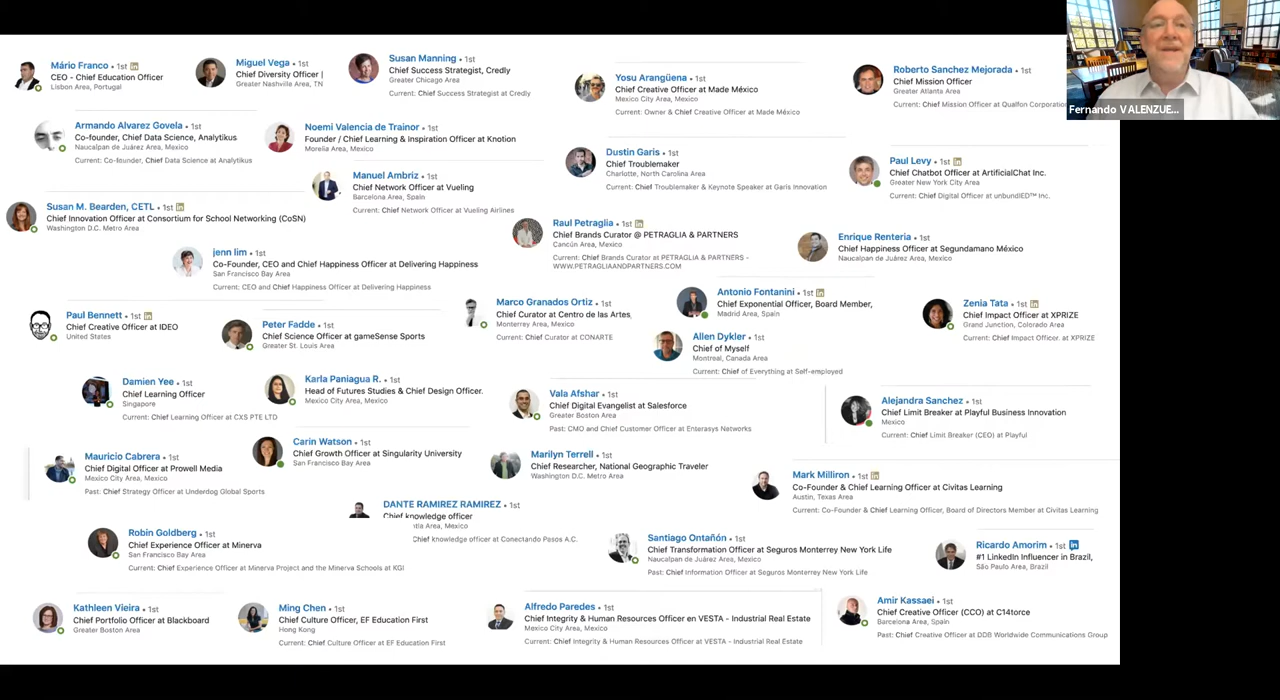 Mário Franco • 1st in
CEO - Chief Education Officer
Lisbon Area, Portugal
Miguel Vega • 1st
Chief Diversity Officer |
Greater Nashville Area, TN
Susan Manning • 1st
Chief Success Strategist, Credly
Greater Chicago Area
Current: Chief Success Strategist at Credly
Yosu Arangüena • 1st
Chief Creative Officer at Made México
Mexico City Area, Mexico
Current: Owner & Chief Creative Officer at Made México
Roberto Sanchez Mejorada • 1st
Chief Mission Officer
Greater Atlanta Area
Current: Chief Mission Officer at Qualfon Corporation
Fernando VALENZUE...
Armando Alvarez Govela • 1st
Co-founder, Chief Data Science, Analytikus
Naucalpan de Juárez Area, Mexico
Current: Co-founder, Chief Data Science at Analytikus
Noemi Valencia de Trainor • 1st
Founder / Chief Learning & Inspiration Officer at Knotion
Morelia Area, Mexico
Manuel Ambriz • 1st
Chief Network Officer at Vueling
Barcelona Area, Spain
Current: Chief Network Officer at Vueling Airlines
Dustin Garis • 1st
Chief Troublemaker
Charlotte, North Carolina Area
Current: Chief Troublemaker & Keynote Speaker at Garis Innovation
Paul Levy • 1st in
Chief Chatbot Officer at ArtificialChat Inc.
Greater New York City Area
Current: Chief Digital Officer at unbundlED™ Inc.
Susan M. Bearden, CETL • 1st in
Chief Innovation Officer at Consortium for School Networking (CoSN)
Washington D.C. Metro Area
Raul Petraglia • 1st in
Chief Brands Curator @ PETRAGLIA & PARTNERS
Cancún Area, Mexico
Current: Chief Brands Curator at PETRAGLIA & PARTNERS -
WWW.PETRAGLIAANDPARTNERS.COM
Enrique Renteria • 1st
Chief Happiness Officer at Segundamano México
Naucalpan de Juárez Area, Mexico
jenn lim • 1st
Co-Founder, CEO and Chief Happiness Officer at Delivering Happiness
San Francisco Bay Area
Current: CEO and Chief Happiness Officer at Delivering Happiness
Paul Bennett • 1st in
Chief Creative Officer at IDEO
United States
Peter Fadde • 1st
Chief Science Officer at gameSense Sports
Greater St. Louis Area
Marco Granados Ortiz • 1st
Chief Curator at Centro de las Artes,
Monterrey Area, Mexico
Current: Chief Curator at CONARTE
Antonio Fontanini • 1st in
Chief Exponential Officer, Board Member,
Madrid Area, Spain
Zenia Tata • 1st in
Chief Impact Officer at XPRIZE
Grand Junction, Colorado Area
Current: Chief Impact Officer. at XPRIZE
Allen Dykler • 1st
Chief of Myself
Montreal, Canada Area
Current: Chief of Everything at Self-employed
Damien Yee • 1st
Chief Learning Officer
Singapore
Current: Chief Learning Officer at CXS PTE LTD
Karla Paniagua R. • 1st
Head of Futures Studies & Chief Design Officer.
Mexico City Area, Mexico
Vala Afshar • 1st
Chief Digital Evangelist at Salesforce
Greater Boston Area
Past: CMO and Chief Customer Officer at Enterasys Networks
Alejandra Sanchez • 1st
Chief Limit Breaker at Playful Business Innovation
Mexico
Current: Chief Limit Breaker (CEO) at Playful
Mauricio Cabrera • 1st
Chief Digital Officer at Prowell Media
Mexico City Area, Mexico
Past: Chief Strategy Officer at Underdog Global Sports
Carin Watson • 1st
Chief Growth Officer at Singularity University
San Francisco Bay Area
Marilyn Terrell • 1st
Chief Researcher, National Geographic Traveler
Washington D.C. Metro Area
Mark Milliron • 1st in
Co-Founder & Chief Learning Officer at Civitas Learning
Austin, Texas Area
Current: Co-Founder & Chief Learning Officer, Board of Directors Member at Civitas Learning
DANTE RAMIREZ RAMIREZ • 1st
Chief knowledge officer
Area, Mexico
Chief knowledge officer at Conectando Pasos A.C.
Robin Goldberg • 1st
Chief Experience Officer at Minerva
San Francisco Bay Area
Current: Chief Experience Officer at Minerva Project and the Minerva Schools at KGI
Santiago Ontañón • 1st
Chief Transformation Officer at Seguros Monterrey New York Life
Naucalpan de Juárez Area, Mexico
Past: Chief Information Officer at Seguros Monterrey New York Life
Ricardo Amorim • 1st in
#1 LinkedIn Influencer in Brazil,
São Paulo Area, Brazil
Kathleen Vieira • 1st
Chief Portfolio Officer at Blackboard
Greater Boston Area
Ming Chen • 1st
Chief Culture Officer, EF Education First
Hong Kong
Current: Chief Culture Officer at EF Education First
Alfredo Paredes • 1st
Chief Integrity & Human Resources Officer en VESTA - Industrial Real Estate
Mexico City Area, Mexico
Current: Chief Integrity & Human Resources Officer at VESTA - Industrial Real Estate
Amir Kassaei • 1st
Chief Creative Officer (CCO) at C14torce
Barcelona Area, Spain
Past: Chief Creative Officer at DDB Worldwide Communications Group